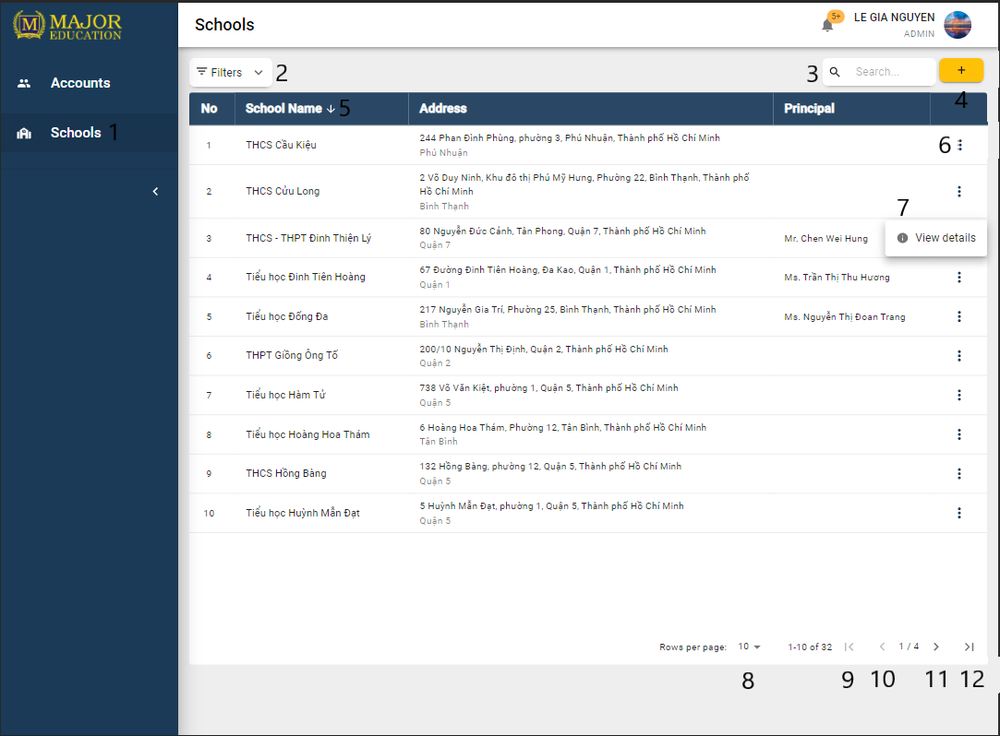 MAJOR
EDUCATION
Schools
5+
LE GIA NGUYEN
ADMIN
Accounts
Schools 1
Filters 2
3 Search... +
4
No School Name 5 Address Principal
1 THCS Cầu Kiệu 244 Phan Đình Phùng, phường 3, Phú Nhuận, Thành phố Hồ Chí Minh 6
Phú Nhuận
2 THCS Cửu Long 2 Võ Duy Ninh, Khu đô thị Phú Mỹ Hưng, Phường 22, Bình Thạnh, Thành phố
Hồ Chí Minh
Bình Thạnh
7
3 THCS - THPT Đinh Thiện Lý 80 Nguyễn Đức Cảnh, Tân Phong, Quận 7, Thành phố Hồ Chí Minh Mr. Chen Wei Hung View details
Quận 7
4 Tiểu học Đinh Tiên Hoàng 67 Đường Đinh Tiên Hoàng, Đa Kao, Quận 1, Thành phố Hồ Chí Minh Ms. Trần Thị Thu Hương
Quận 1
5 Tiểu học Đống Đa 217 Nguyễn Gia Trí, Phường 25, Bình Thạnh, Thành phố Hồ Chí Minh Ms. Nguyễn Thị Đoan Trang
Bình Thạnh
6 THPT Giồng Ông Tố 200/10 Nguyễn Thị Định, Quận 2, Thành phố Hồ Chí Minh
Quận 2
7 Tiểu học Hàm Tử 738 Võ Văn Kiệt, phường 1, Quận 5, Thành phố Hồ Chí Minh
Quận 5
8 Tiểu học Hoàng Hoa Thám 6 Hoàng Hoa Thám, Phường 12, Tân Bình, Thành phố Hồ Chí Minh
Tân Bình
9 THCS Hồng Bàng 132 Hồng Bàng, phường 12, Quận 5, Thành phố Hồ Chí Minh
Quận 5
10 Tiểu học Huỳnh Mẫn Đạt 5 Huỳnh Mẫn Đạt, phường 1, Quận 5, Thành phố Hồ Chí Minh
Quận 5
Rows per page: 10 1-10 of 32 1 / 4
8 9 10 11 12